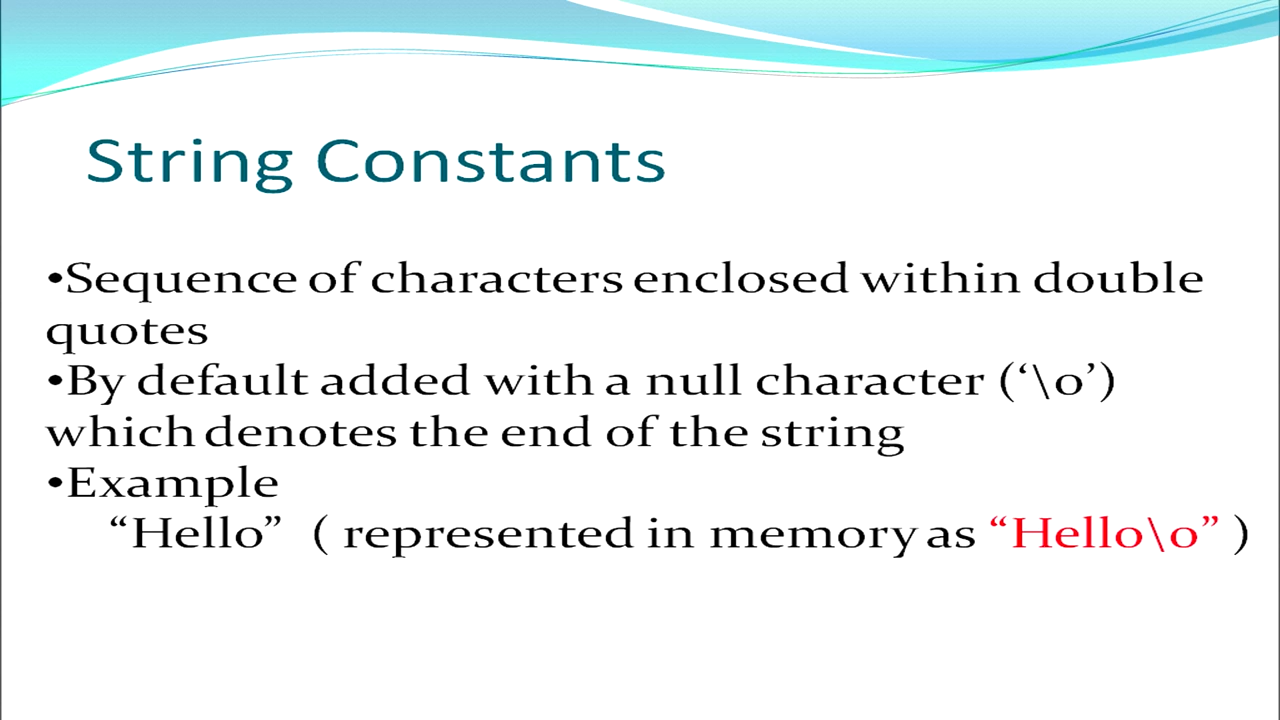 String Constants
•Sequence of characters enclosed within double
quotes
•By default added with a null character (‘\o’)
which denotes the end of the string
•Example
“Hello” ( represented in memory as “Hello\o” )